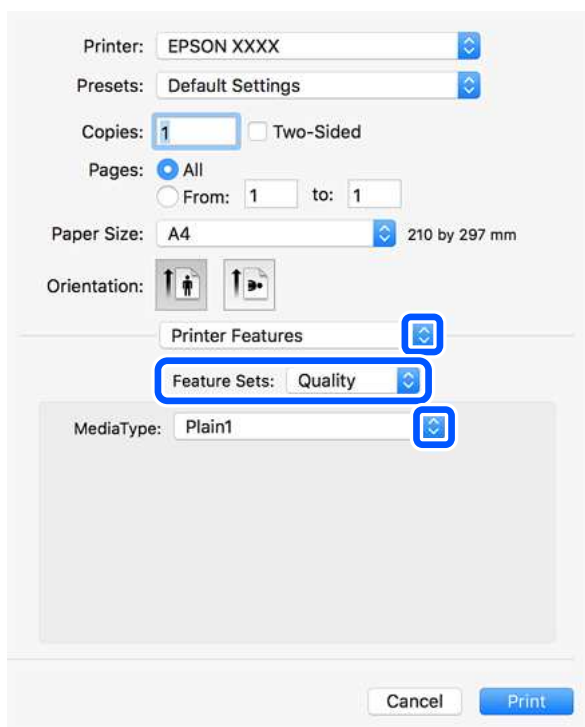 Printer: EPSON XXXX
Presets: Default Settings
Copies: 1 Two-Sided
Pages: All
From: 1 to: 1
Paper Size: A4 210 by 297 mm
Orientation:
Printer Features
Feature Sets: Quality
MediaType: Plain1
Cancel Print